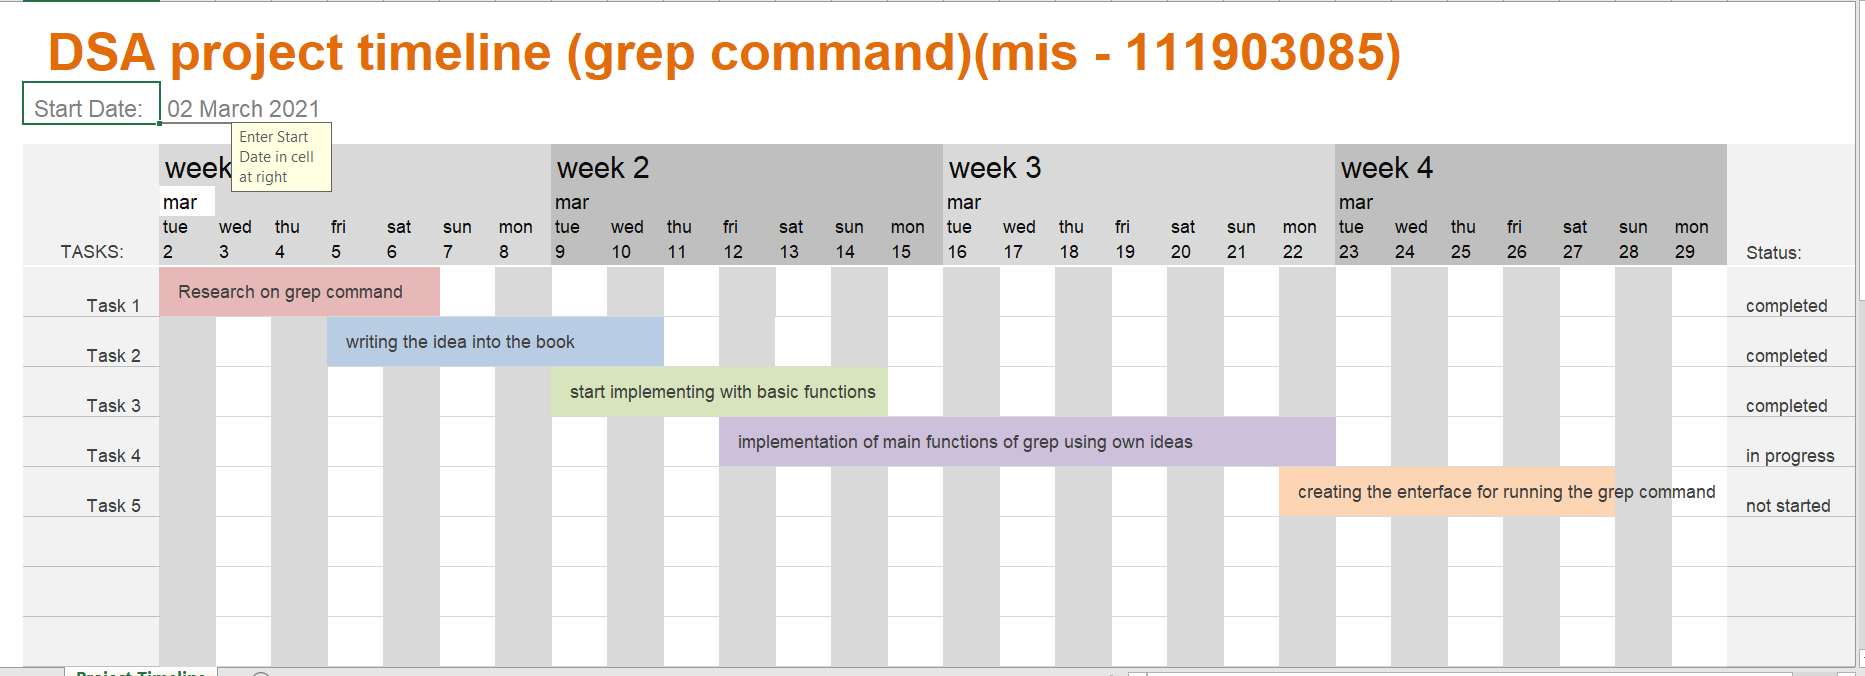 DSA project timeline (grep command)(mis - 111903085)
Start Date: 02 March 2021
Enter Start
Date in cell
at right
week week 2 week 3 week 4
mar mar mar mar
tue wed thu fri sat sun mon tue wed thu fri sat sun mon tue wed thu fri sat sun mon tue wed thu fri sat sun mon
TASKS: 2 3 4 5 6 7 8 9 10 11 12 13 14 15 16 17 18 19 20 21 22 23 24 25 26 27 28 29 Status:
Research on grep command
Task 1 completed
writing the idea into the book
Task 2 completed
start implementing with basic functions
Task 3 completed
implementation of main functions of grep using own ideas
Task 4 in progress
creating the enterface for running the grep command
Task 5 not started
Project Timeline